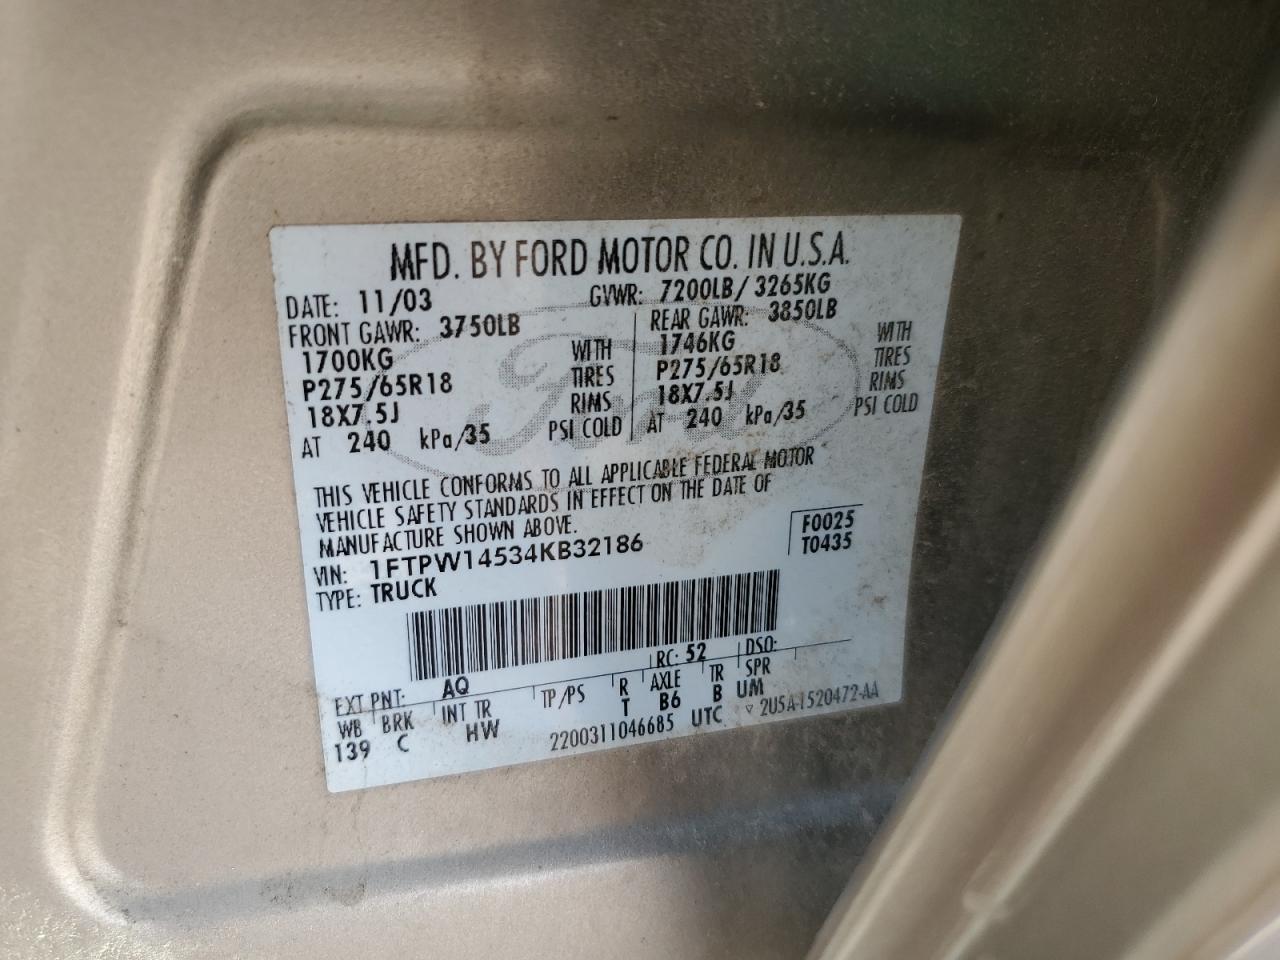 MFD. BY FORD MOTOR CO. IN U.S.A.
DATE: 11/03 GVWR: 7200LB/ 3265KG
FRONT GAWR: 3750LB REAR GAWR: 3850LB
1700KG WITH 1746KG WITH
P275/65R18 TIRES P275/65R18 TIRES
18X7.5J RIMS 18X7.5J RIMS
AT 240 kPa/35 PSI COLD AT 240 kPa/35 PSI COLD
Ford
THIS VEHICLE CONFORMS TO ALL APPLICABLE FEDERAL MOTOR
VEHICLE SAFETY STANDARDS IN EFFECT ON THE DATE OF
MANUFACTURE SHOWN ABOVE.
F0025
VIN: 1FTPW14534KB32186 T0435
TYPE: TRUCK
EXT PNT: AQ RC: 52 DSO:
WB BRK INT TR TP/PS R AXLE TR SPR
139 C HW T B6 B UM
2200311046685 UTC ▽ 2U5A-1520472-AA